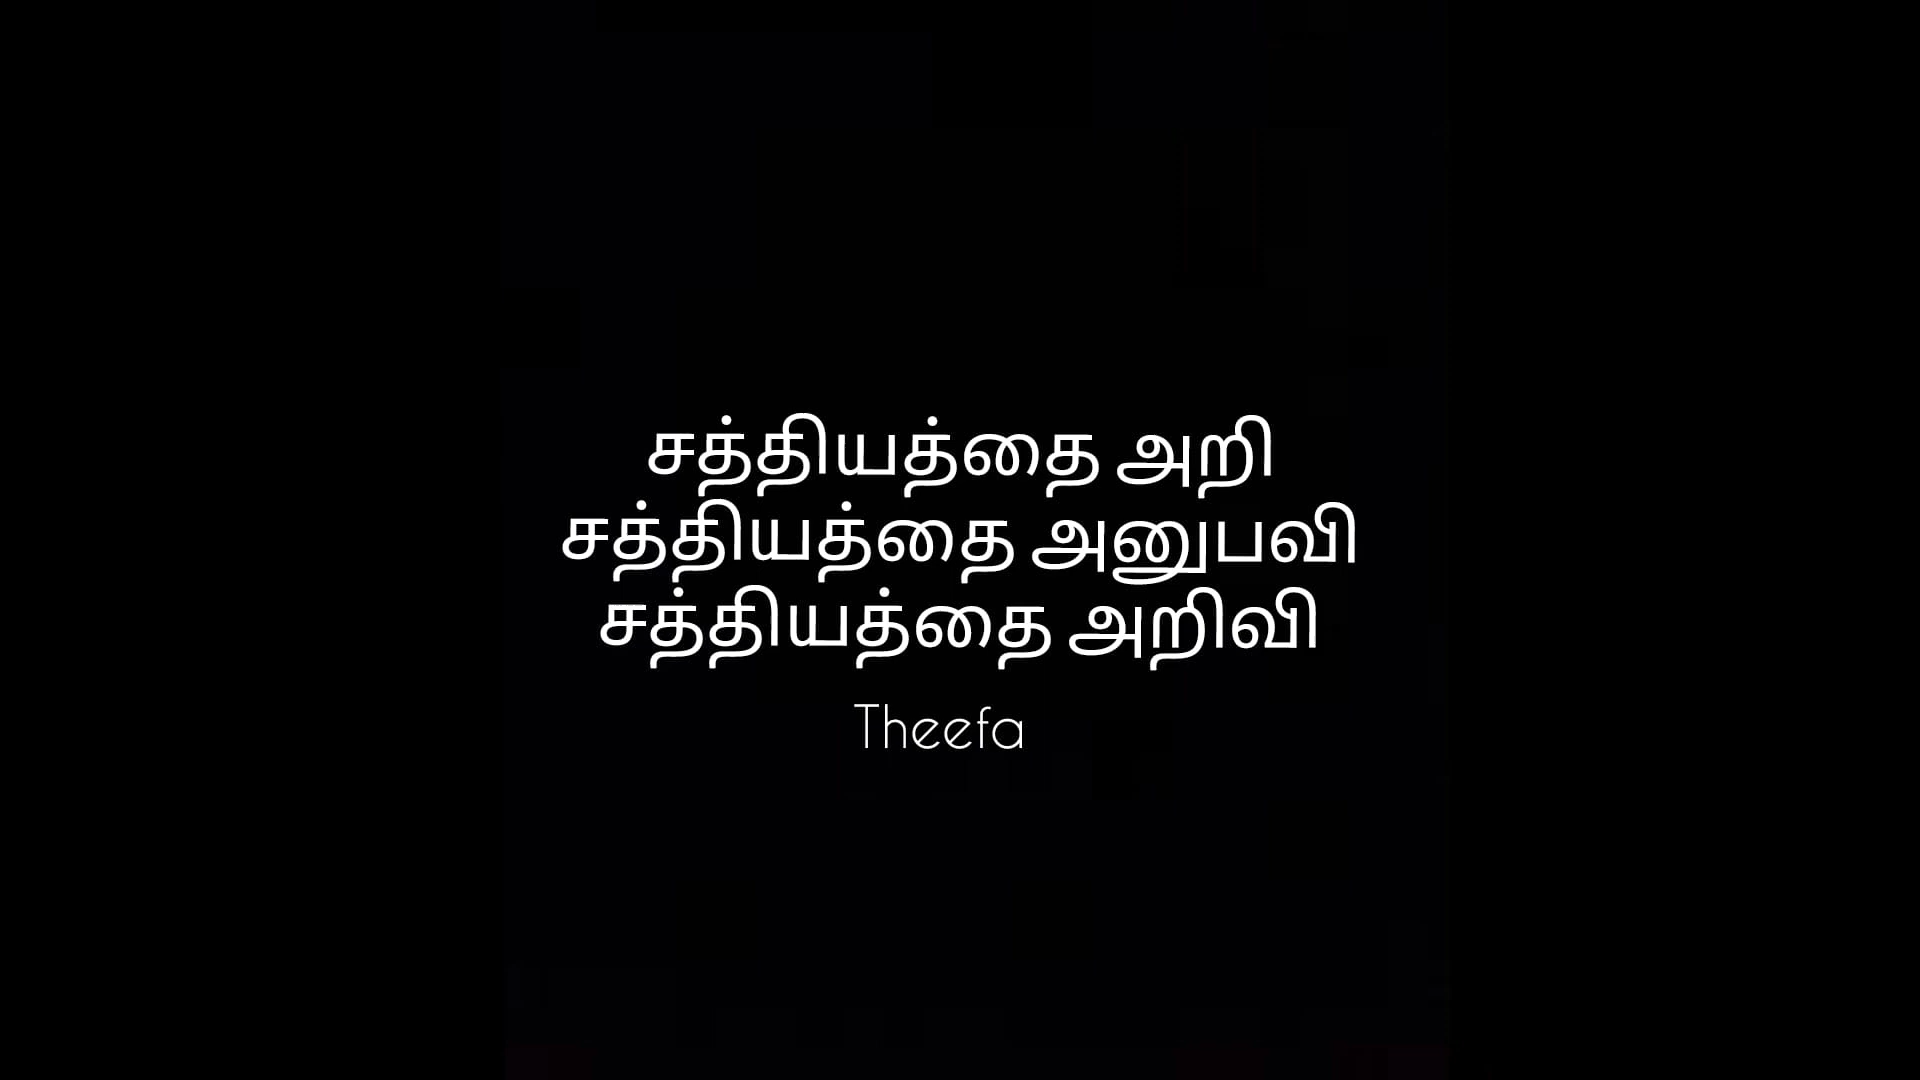 சத்தியத்தை அறி
சத்தியத்தை அனுபவி
சத்தியத்தை அறிவி
Theefa